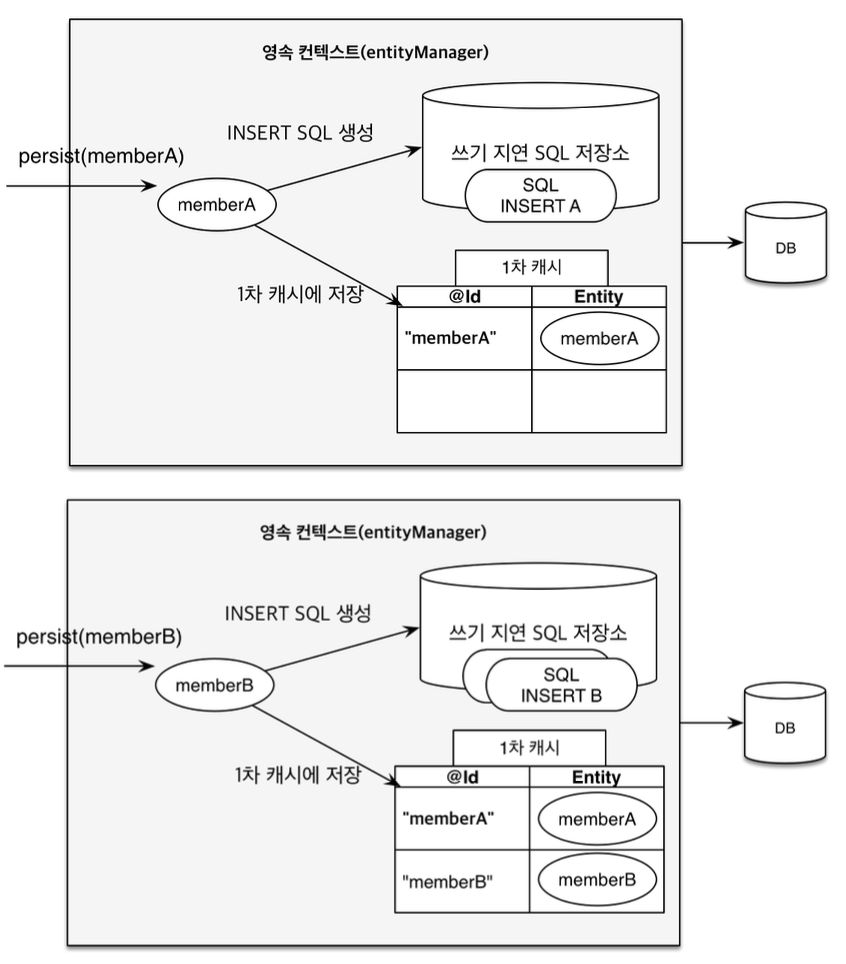 영속 컨텍스트(entityManager)
INSERT SQL 생성
persist(memberA)
쓰기 지연 SQL 저장소
SQL
INSERT A
memberA
DB
1차 캐시
1차 캐시에 저장
@Id Entity
"memberA" memberA
영속 컨텍스트(entityManager)
INSERT SQL 생성
persist(memberB)
쓰기 지연 SQL 저장소
SQL
INSERT B
memberB
DB
1차 캐시
1차 캐시에 저장
@Id Entity
"memberA" memberA
"memberB" memberB